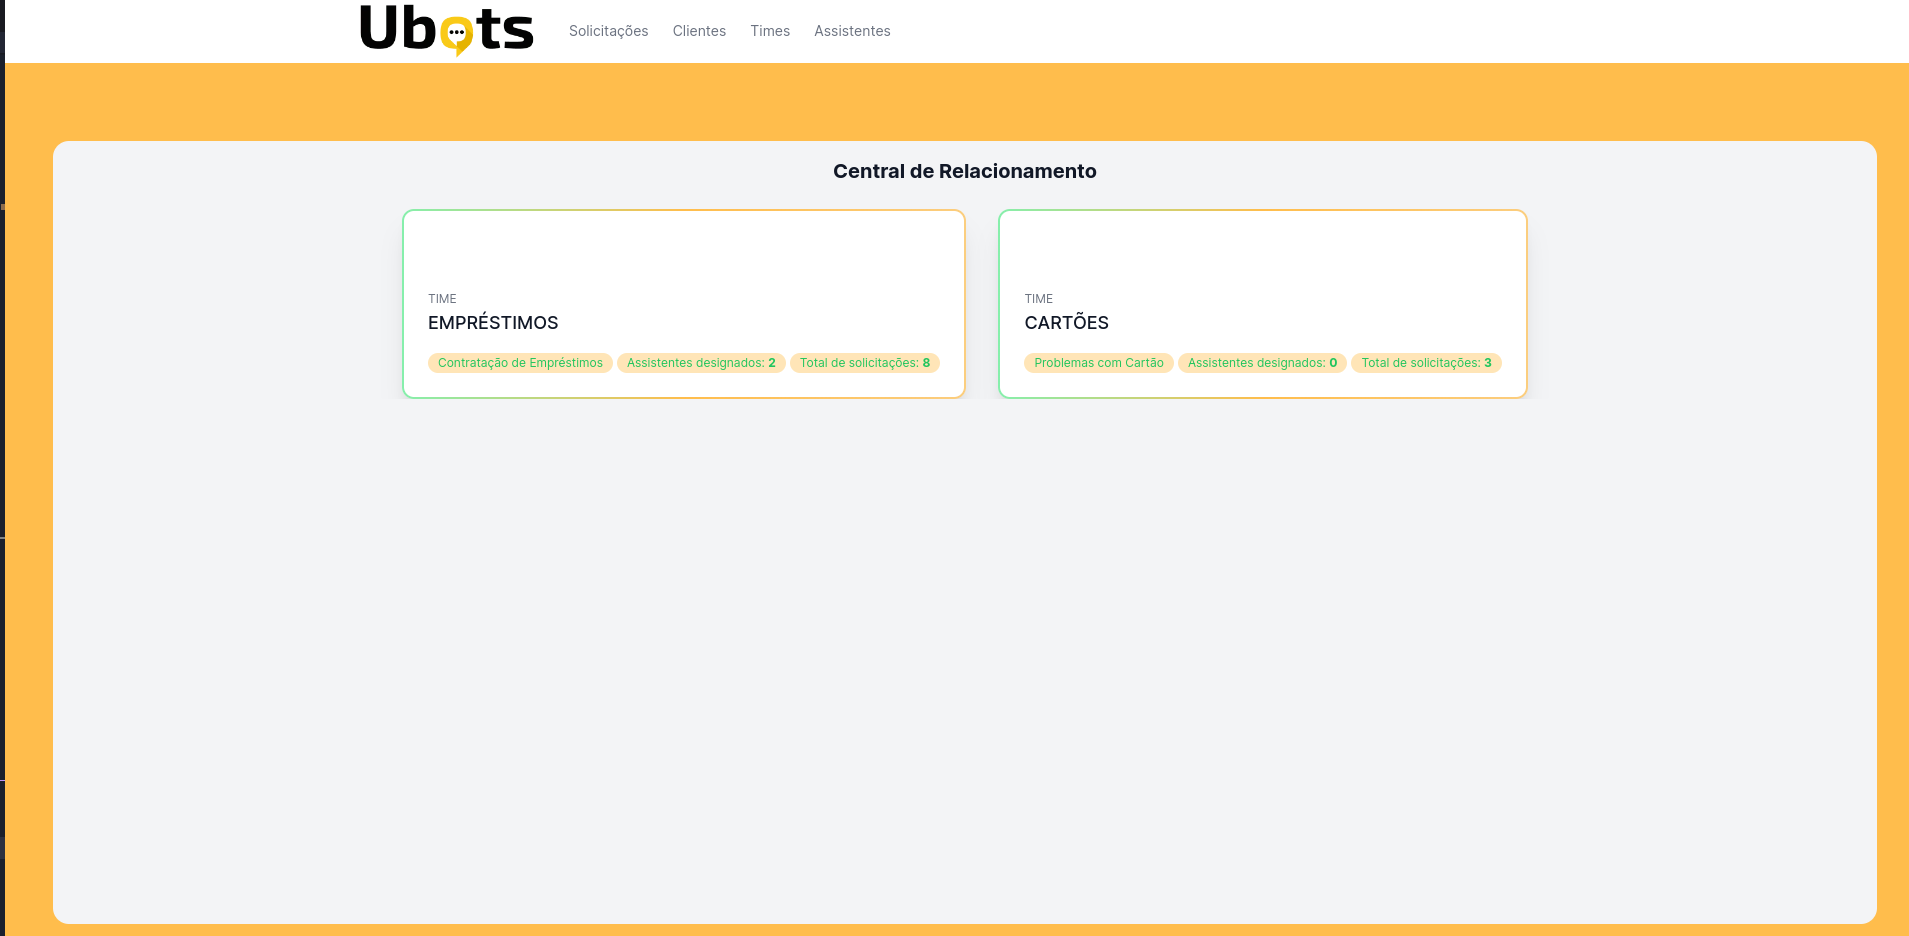 Ubots Solicitações Clientes Times Assistentes
Central de Relacionamento
TIME
EMPRÉSTIMOS
Contratação de Empréstimos Assistentes designados: 2 Total de solicitações: 8
TIME
CARTÕES
Problemas com Cartão Assistentes designados: 0 Total de solicitações: 3